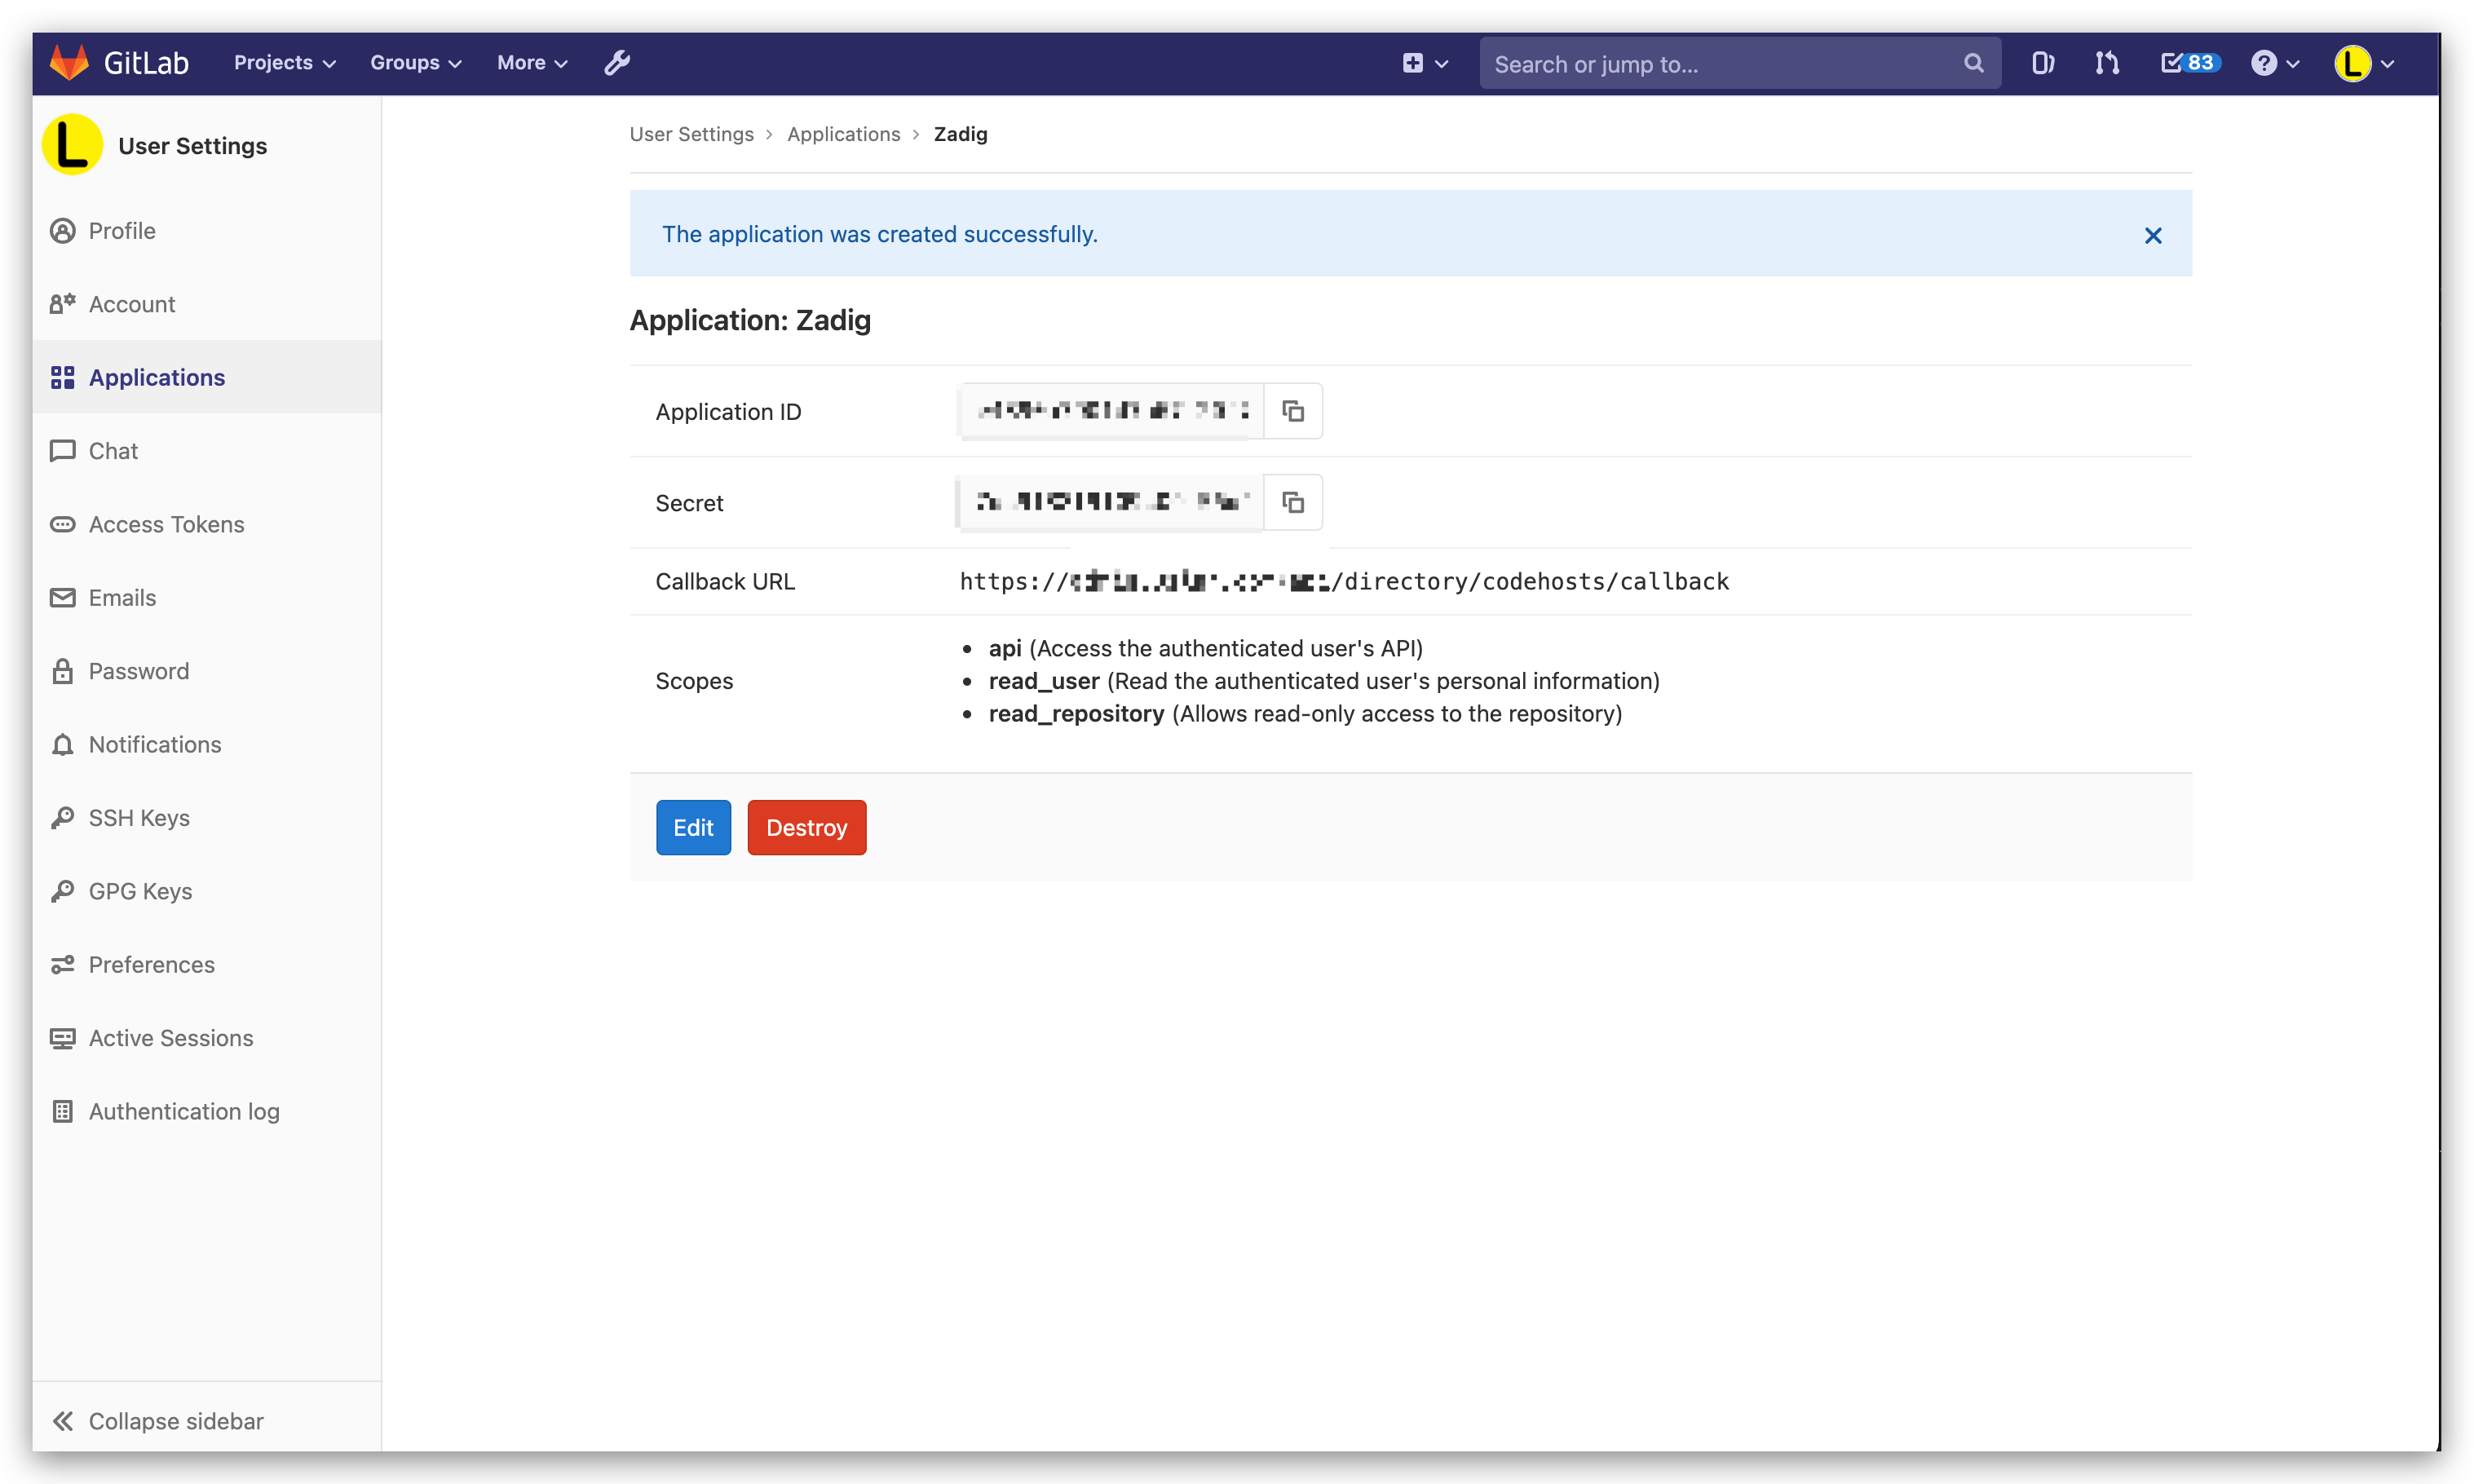 GitLab Projects Groups More Search or jump to... 83 L
L User Settings
Profile
Account
Applications
Chat
Access Tokens
Emails
Password
Notifications
SSH Keys
GPG Keys
Preferences
Active Sessions
Authentication log
Collapse sidebar
User Settings > Applications > Zadig
The application was created successfully.
Application: Zadig
Application ID
Secret
Callback URL https:// /directory/codehosts/callback
Scopes
• api (Access the authenticated user's API)
• read_user (Read the authenticated user's personal information)
• read_repository (Allows read-only access to the repository)
Edit Destroy